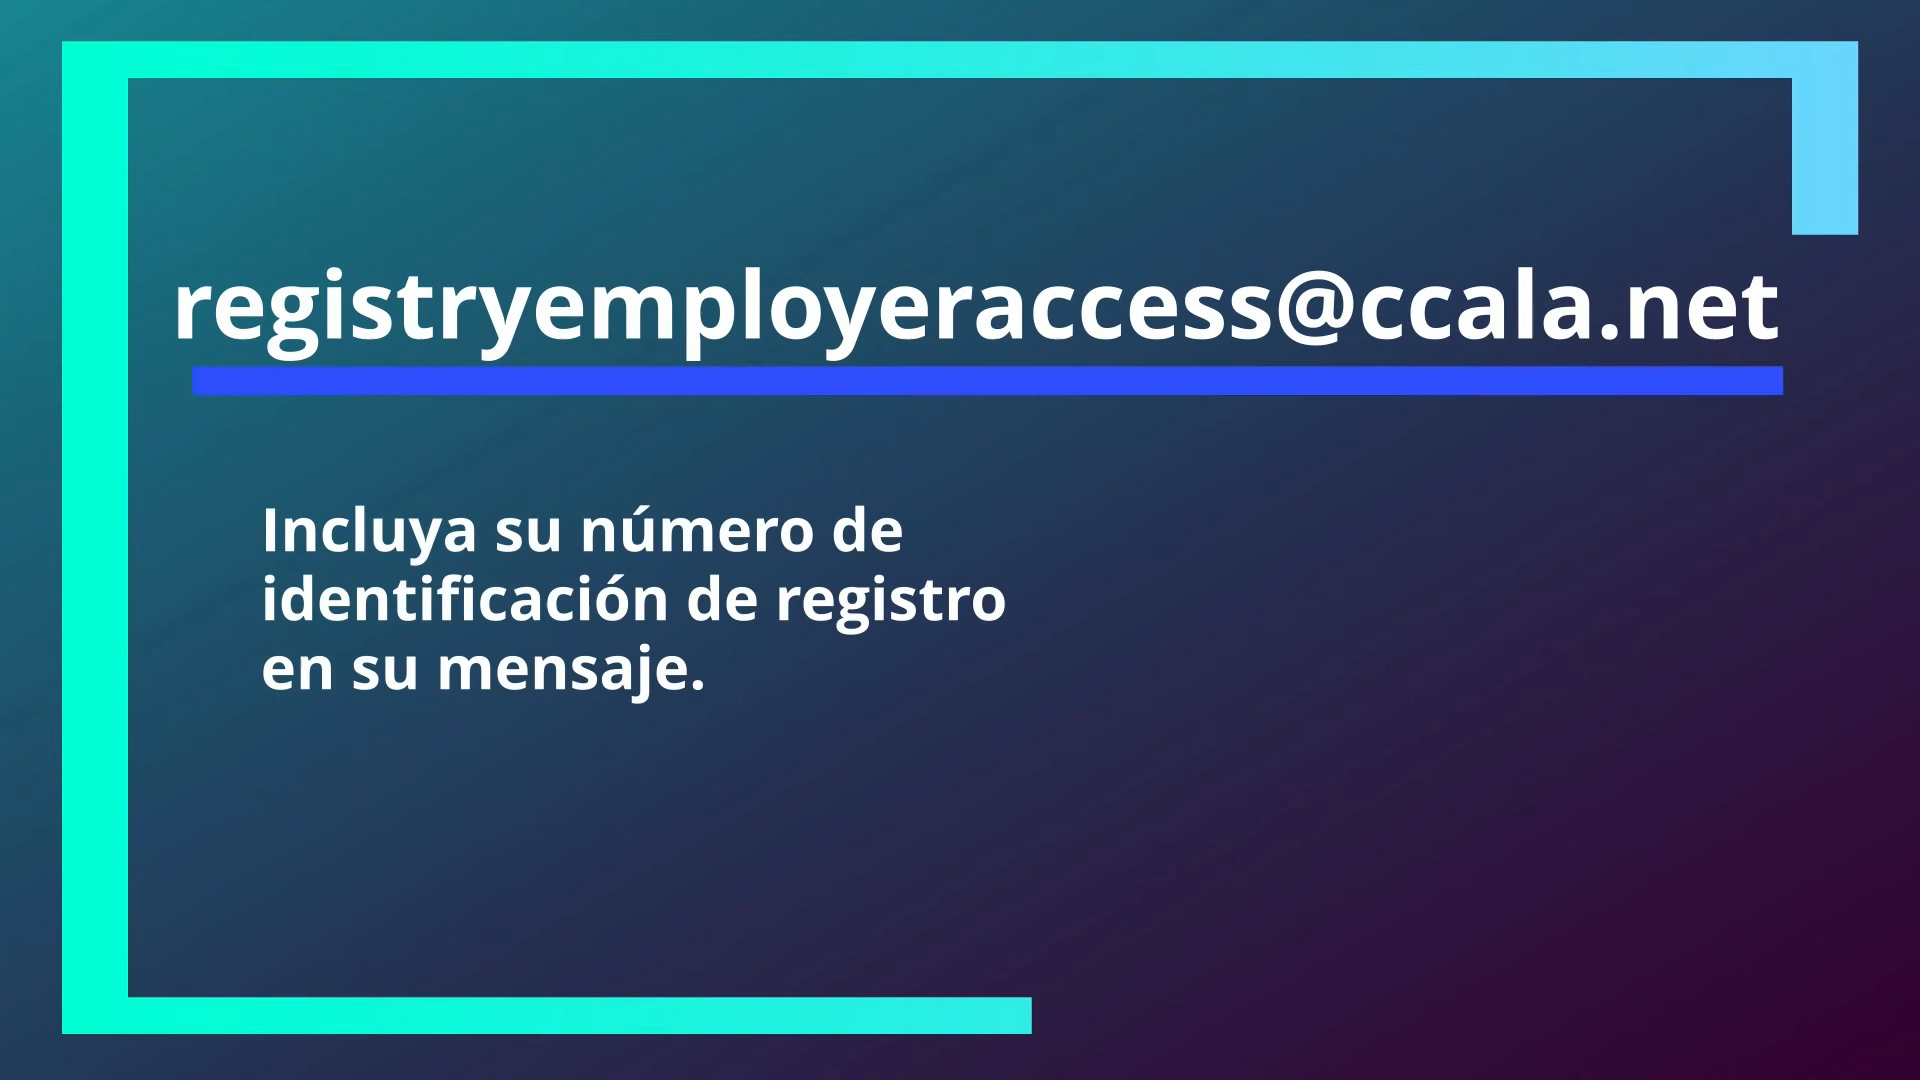 registryemployeraccess@ccala.net
Incluya su número de
identificación de registro
en su mensaje.